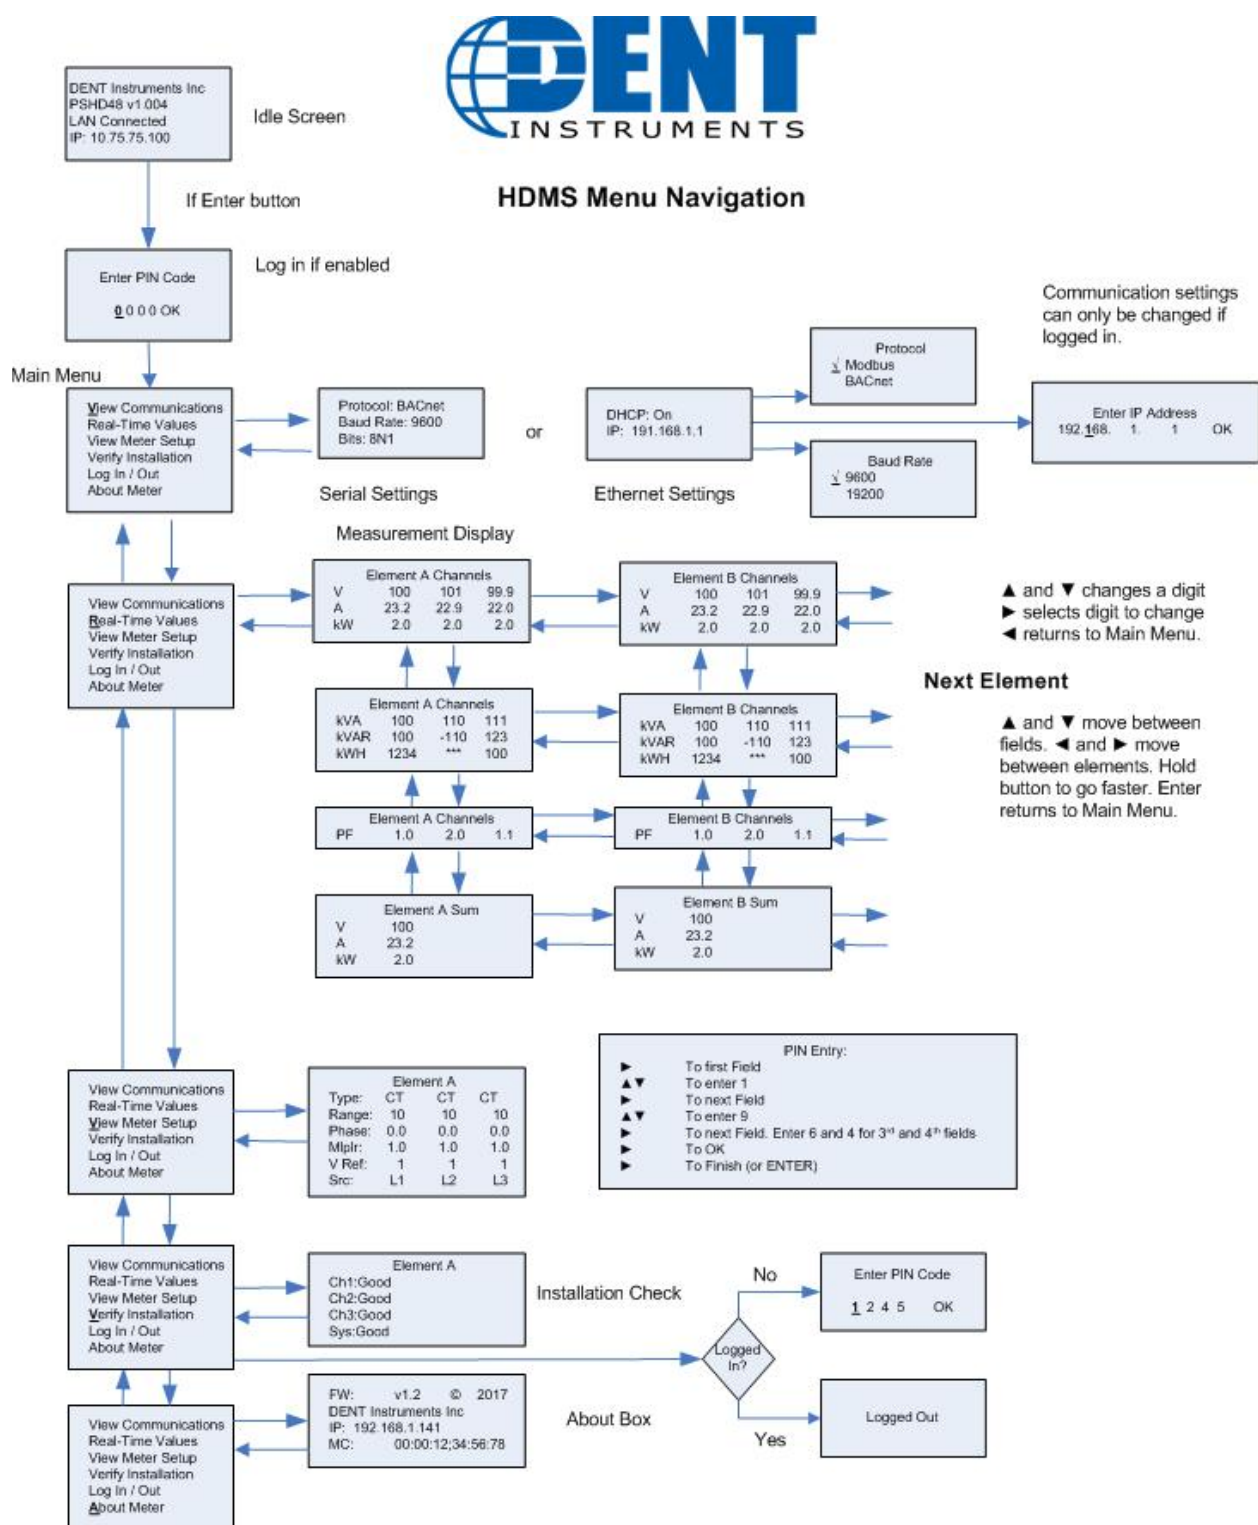 DENT
INSTRUMENTS
HDMS Menu Navigation
DENT Instruments Inc
PSHD48 v1.004
LAN Connected
IP: 10.75.75.100
Idle Screen
If Enter button
Enter PIN Code
0 0 0 0 OK
Log in if enabled
Communication settings
can only be changed if
logged in.
Main Menu
View Communications
Real-Time Values
View Meter Setup
Verify Installation
Log In / Out
About Meter
Protocol: BACnet
Baud Rate: 9600
Bits: 8N1
Serial Settings
or
DHCP: On
IP: 191.168.1.1
Ethernet Settings
Protocol
√ Modbus
BACnet
Enter IP Address
192.168. 1. 1 OK
Baud Rate
√ 9600
19200
Measurement Display
View Communications
Real-Time Values
View Meter Setup
Verify Installation
Log In / Out
About Meter
Element A Channels
V 100 101 99.9
A 23.2 22.9 22.0
kW 2.0 2.0 2.0
Element B Channels
V 100 101 99.9
A 23.2 22.9 22.0
kW 2.0 2.0 2.0
▲ and ▼ changes a digit
► selects digit to change
◄ returns to Main Menu.
Next Element
▲ and ▼ move between
fields. ◄ and ► move
between elements. Hold
button to go faster. Enter
returns to Main Menu.
Element A Channels
kVA 100 110 111
kVAR 100 -110 123
kWH 1234 *** 100
Element B Channels
kVA 100 110 111
kVAR 100 -110 123
kWH 1234 *** 100
Element A Channels
PF 1.0 2.0 1.1
Element B Channels
PF 1.0 2.0 1.1
Element A Sum
V 100
A 23.2
kW 2.0
Element B Sum
V 100
A 23.2
kW 2.0
View Communications
Real-Time Values
View Meter Setup
Verify Installation
Log In / Out
About Meter
Element A
Type: CT CT CT
Range: 10 10 10
Phase: 0.0 0.0 0.0
Mlplr: 1.0 1.0 1.0
V Ref: 1 1 1
Src: L1 L2 L3
PIN Entry:
► To first Field
▲▼ To enter 1
► To next Field
▲▼ To enter 9
► To next Field. Enter 6 and 4 for 3rd and 4th fields
► To OK
► To Finish (or ENTER)
View Communications
Real-Time Values
View Meter Setup
Verify Installation
Log In / Out
About Meter
Element A
Ch1:Good
Ch2:Good
Ch3:Good
Sys:Good
Installation Check
Logged
In?
No
Enter PIN Code
1 2 4 5 OK
Yes
Logged Out
View Communications
Real-Time Values
View Meter Setup
Verify Installation
Log In / Out
About Meter
FW: v1.2 © 2017
DENT Instruments Inc
IP: 192.168.1.141
MC: 00:00:12;34:56:78
About Box